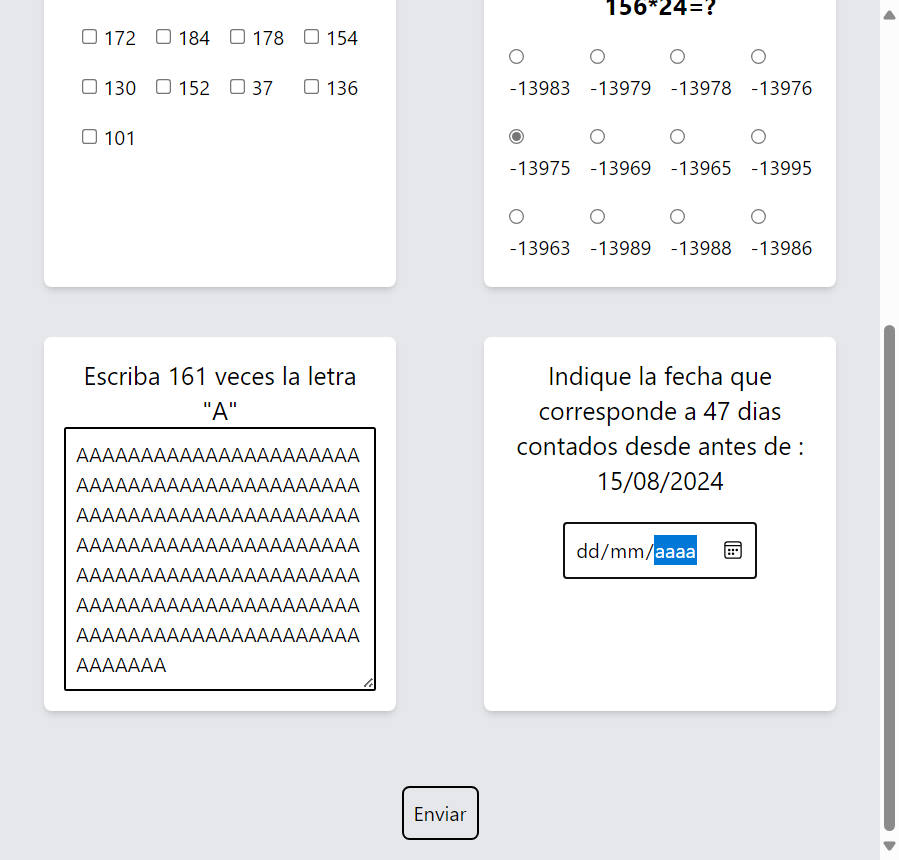 172 184 178 154
130 152 37 136
101
156*24=?
-13983 -13979 -13978 -13976
-13975 -13969 -13965 -13995
-13963 -13989 -13988 -13986
Escriba 161 veces la letra
"A"
AAAAAAAAAAAAAAAAAAAAAA
AAAAAAAAAAAAAAAAAAAAAA
AAAAAAAAAAAAAAAAAAAAAA
AAAAAAAAAAAAAAAAAAAAAA
AAAAAAAAAAAAAAAAAAAAAA
AAAAAAAAAAAAAAAAAAAAAA
AAAAAAAAAAAAAAAAAAAAAA
AAAAAAA
Indique la fecha que
corresponde a 47 dias
contados desde antes de :
15/08/2024
dd/mm/aaaa
Enviar